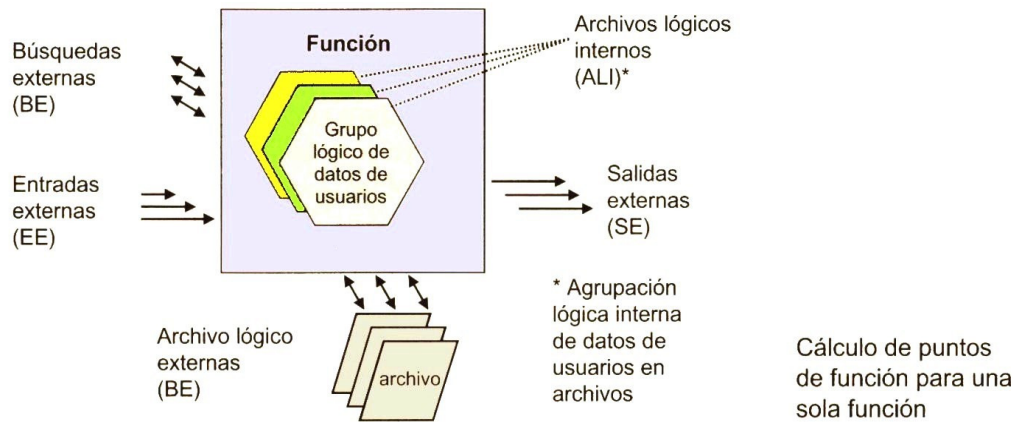 Búsquedas
externas
(BE)
Función
Archivos lógicos
internos
(ALI)*
Grupo
lógico de
datos de
usuarios
Entradas
externas
(EE)
Salidas
externas
(SE)
Archivo lógico
externas
(BE)
archivo
* Agrupación
lógica interna
de datos de
usuarios en
archivos
Cálculo de puntos
de función para una
sola función